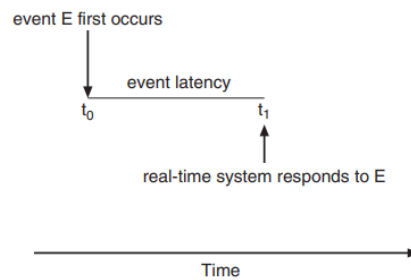 event E first occurs
event latency
t₀
t₁
real-time system responds to E
Time